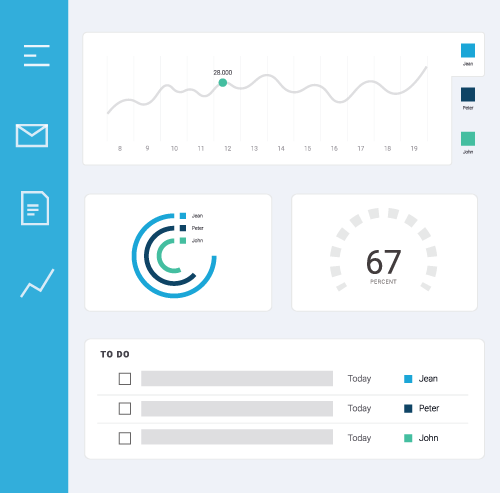 28.000
8 9 10 11 12 13 14 15 16 17 18 19
Jean
Peter
John
Jean
Peter
John
67
PERCENT
TO DO
Today Jean
Today Peter
Today John